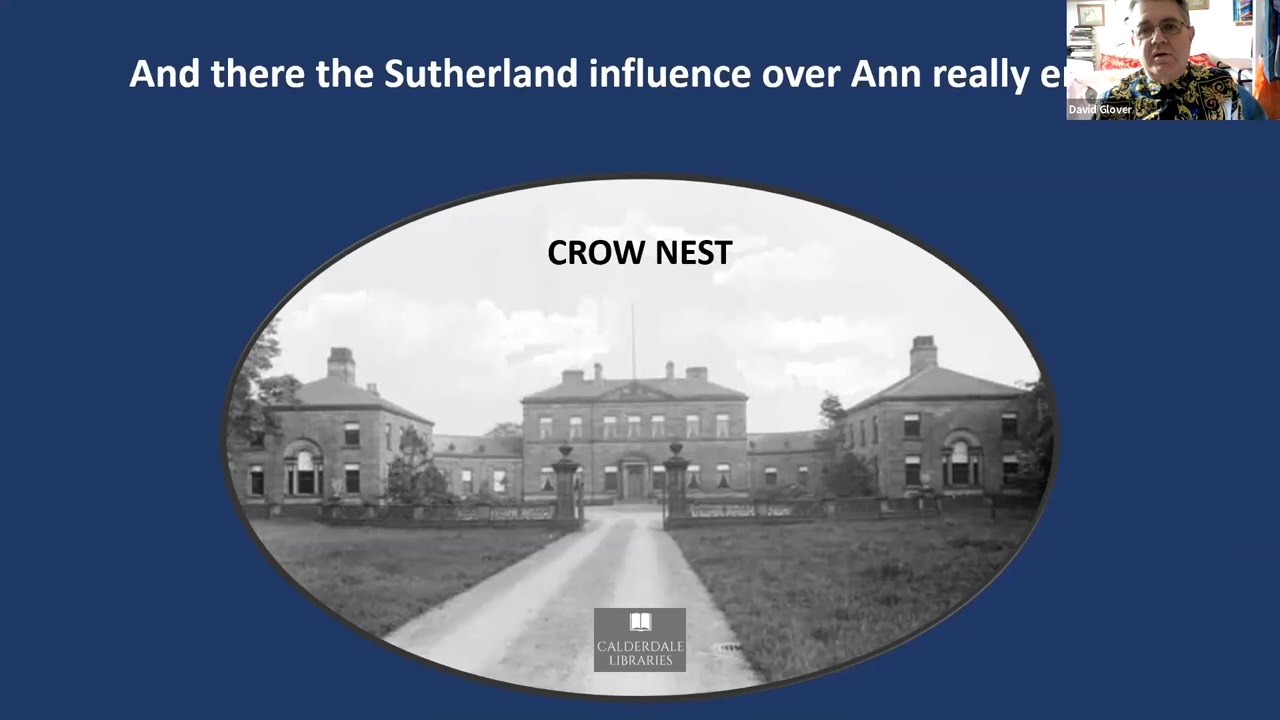 And there the Sutherland influence over Ann really
David Glover
CROW NEST
CALDERDALE
LIBRARIES